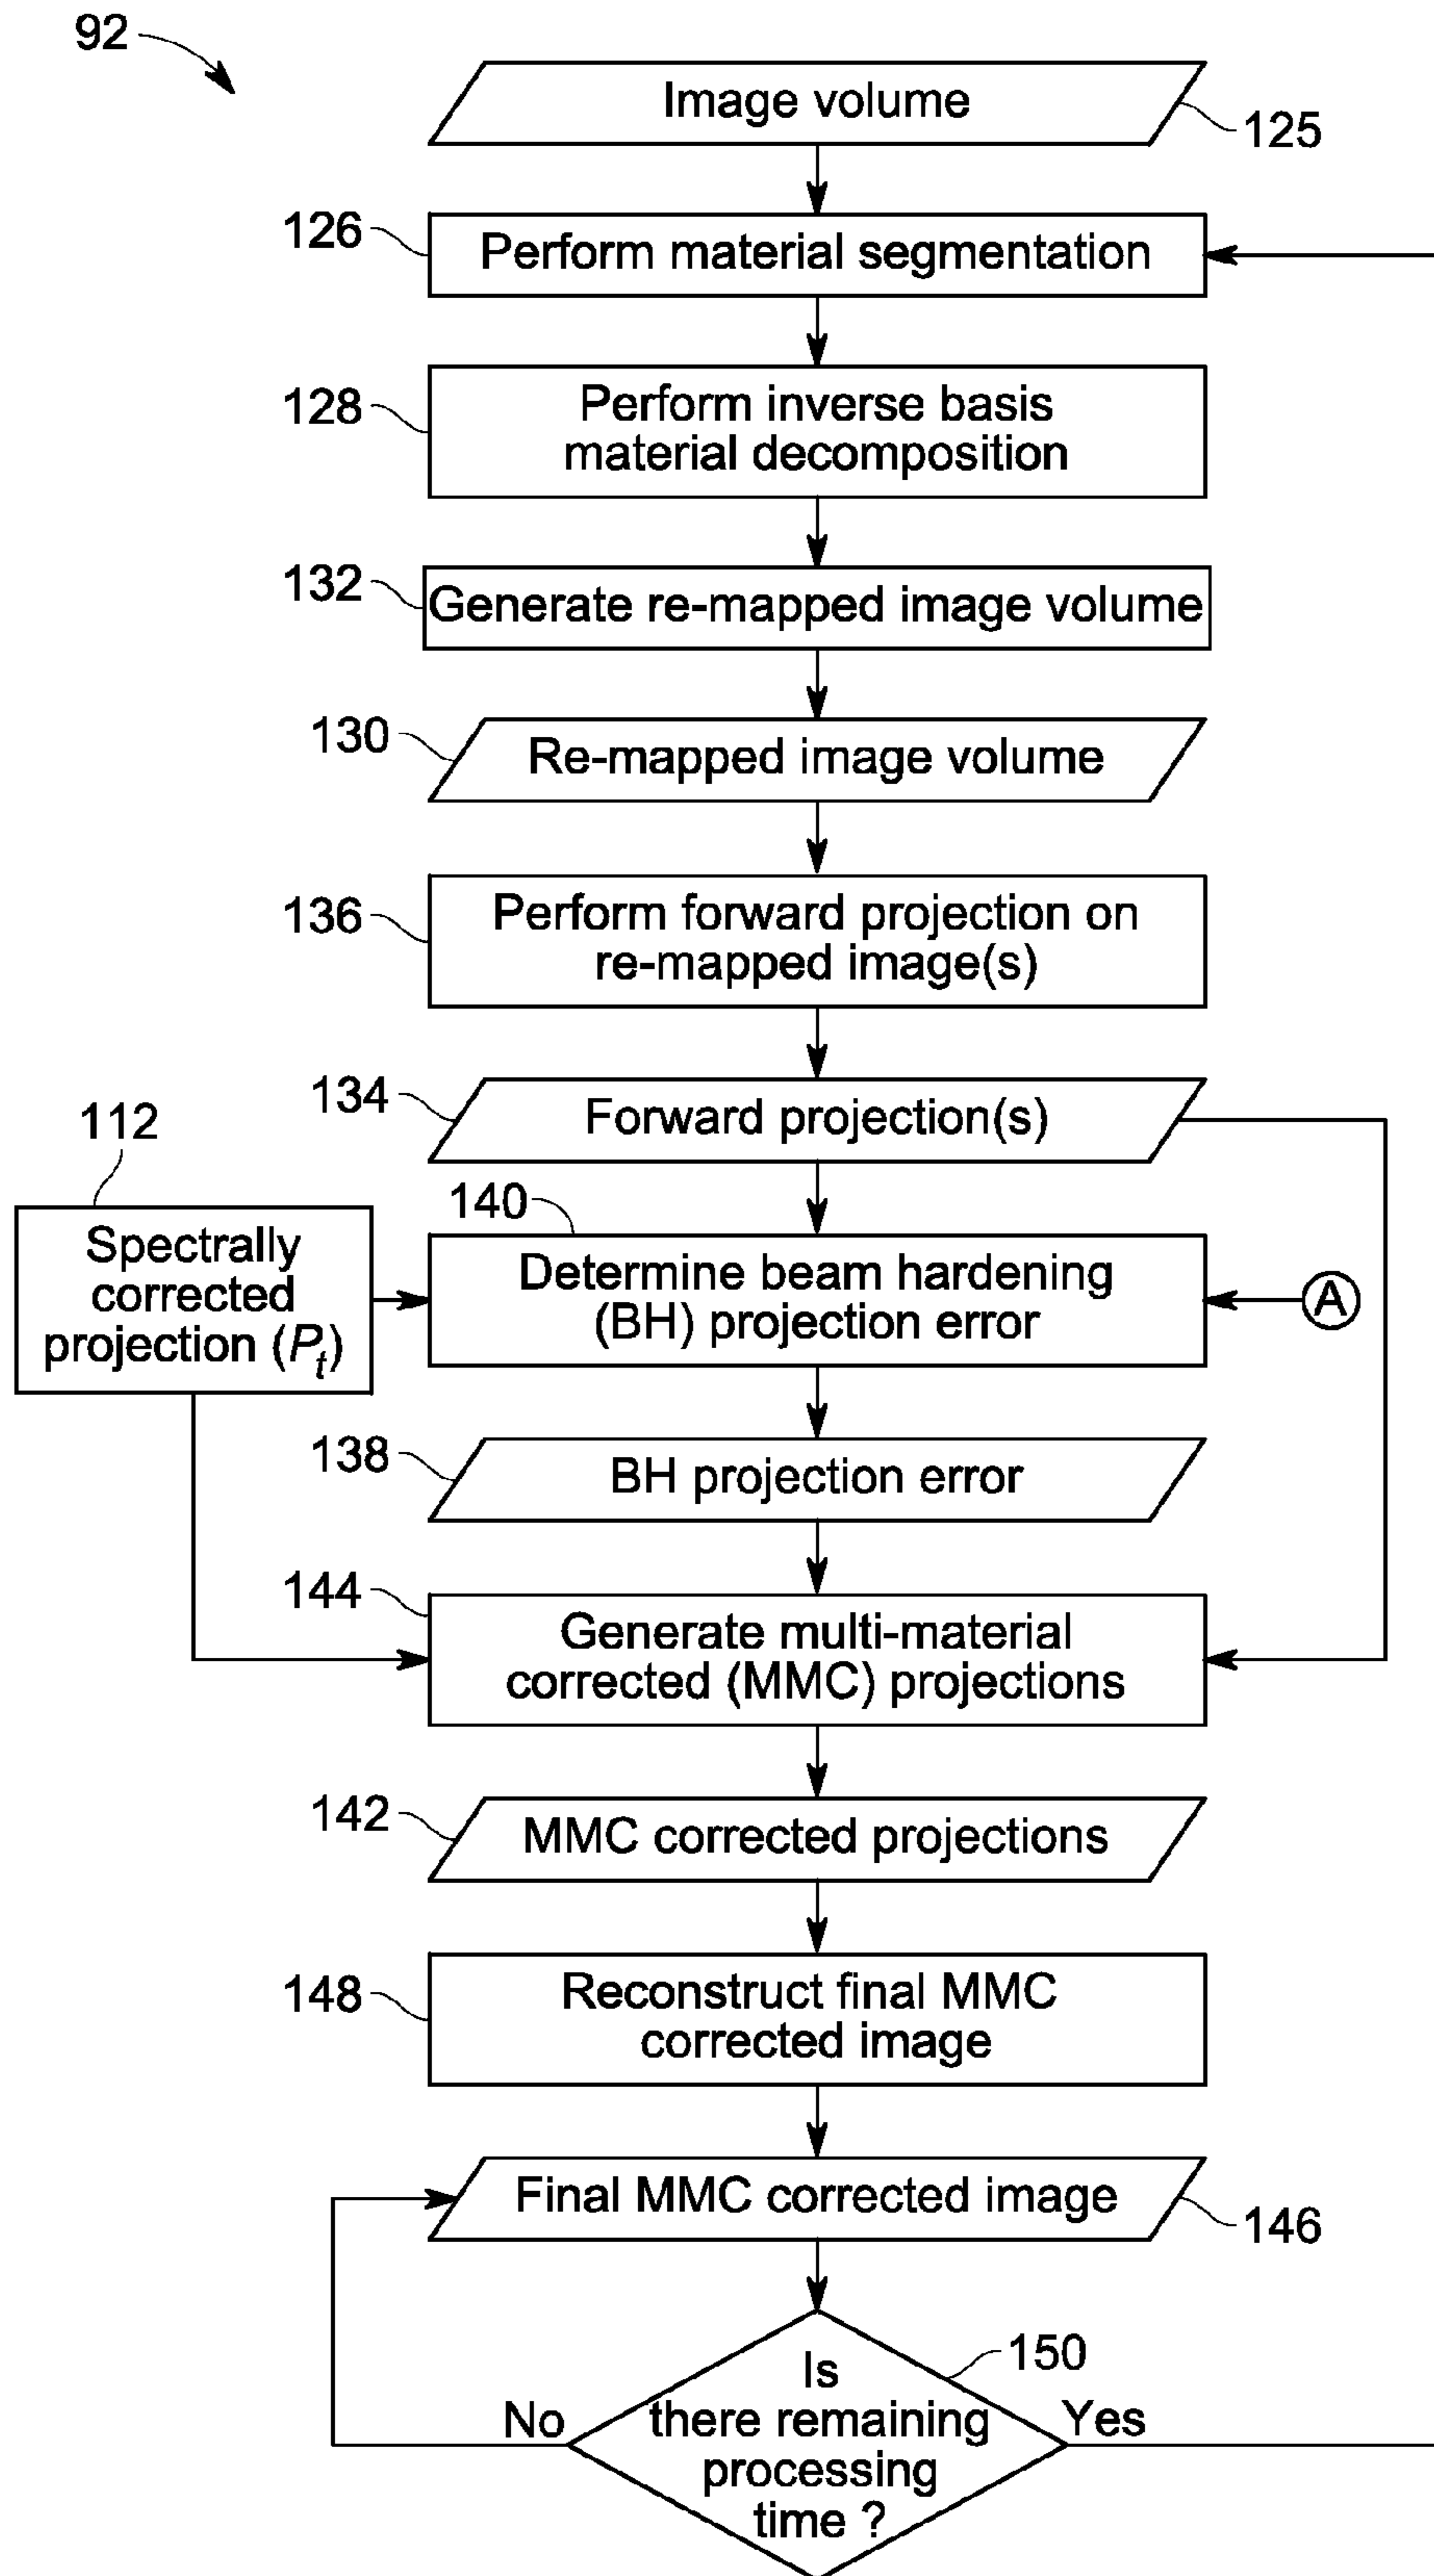 92
Image volume
125
126
Perform material segmentation
128
Perform inverse basis
material decomposition
132
Generate re-mapped image volume
130
Re-mapped image volume
136
Perform forward projection on
re-mapped image(s)
134
Forward projection(s)
112
Spectrally
corrected
projection (Pt)
140
Determine beam hardening
(BH) projection error
A
138
BH projection error
144
Generate multi-material
corrected (MMC) projections
142
MMC corrected projections
148
Reconstruct final MMC
corrected image
Final MMC corrected image
146
150
Is
there remaining
processing
time ?
No
Yes